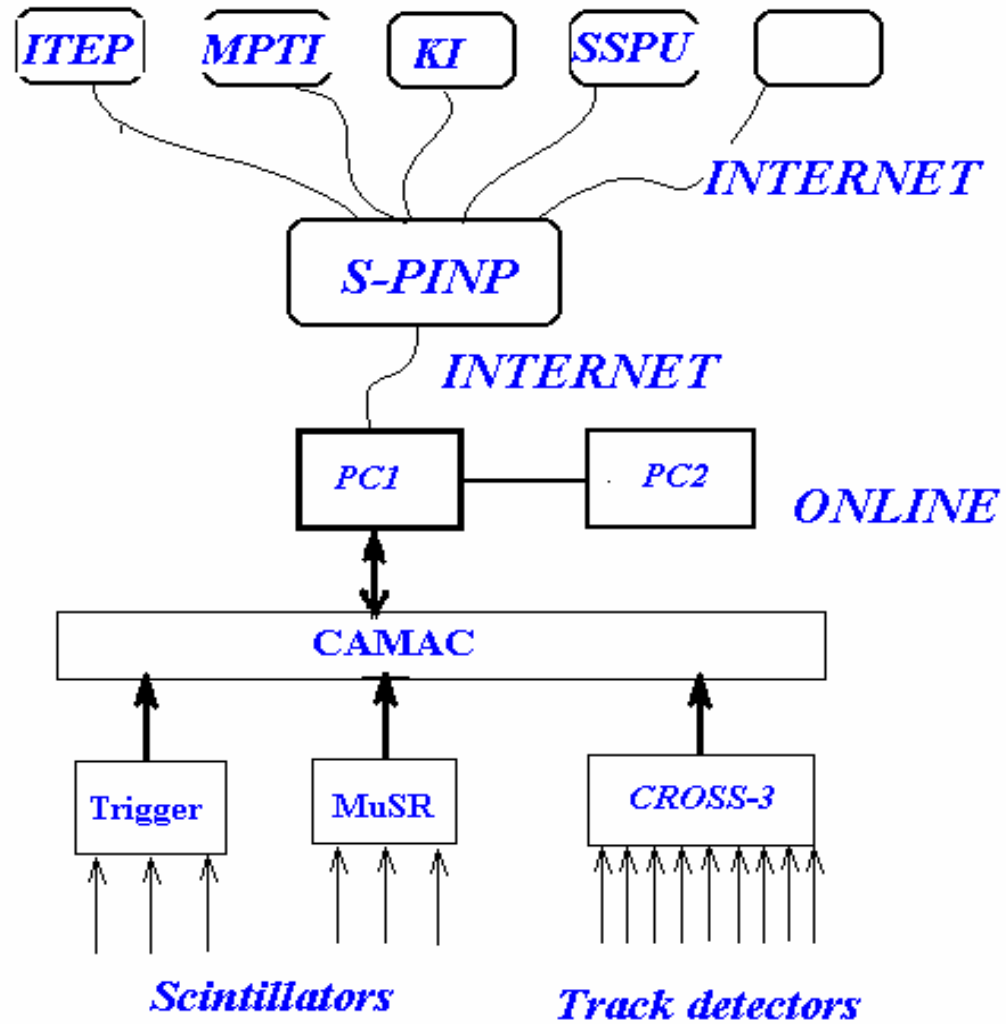 ITEP
MPTI
KI
SSPU
INTERNET
S-PINP
INTERNET
PC1
PC2
ONLINE
CAMAC
Trigger
MuSR
CROSS-3
Scintillators
Track detectors